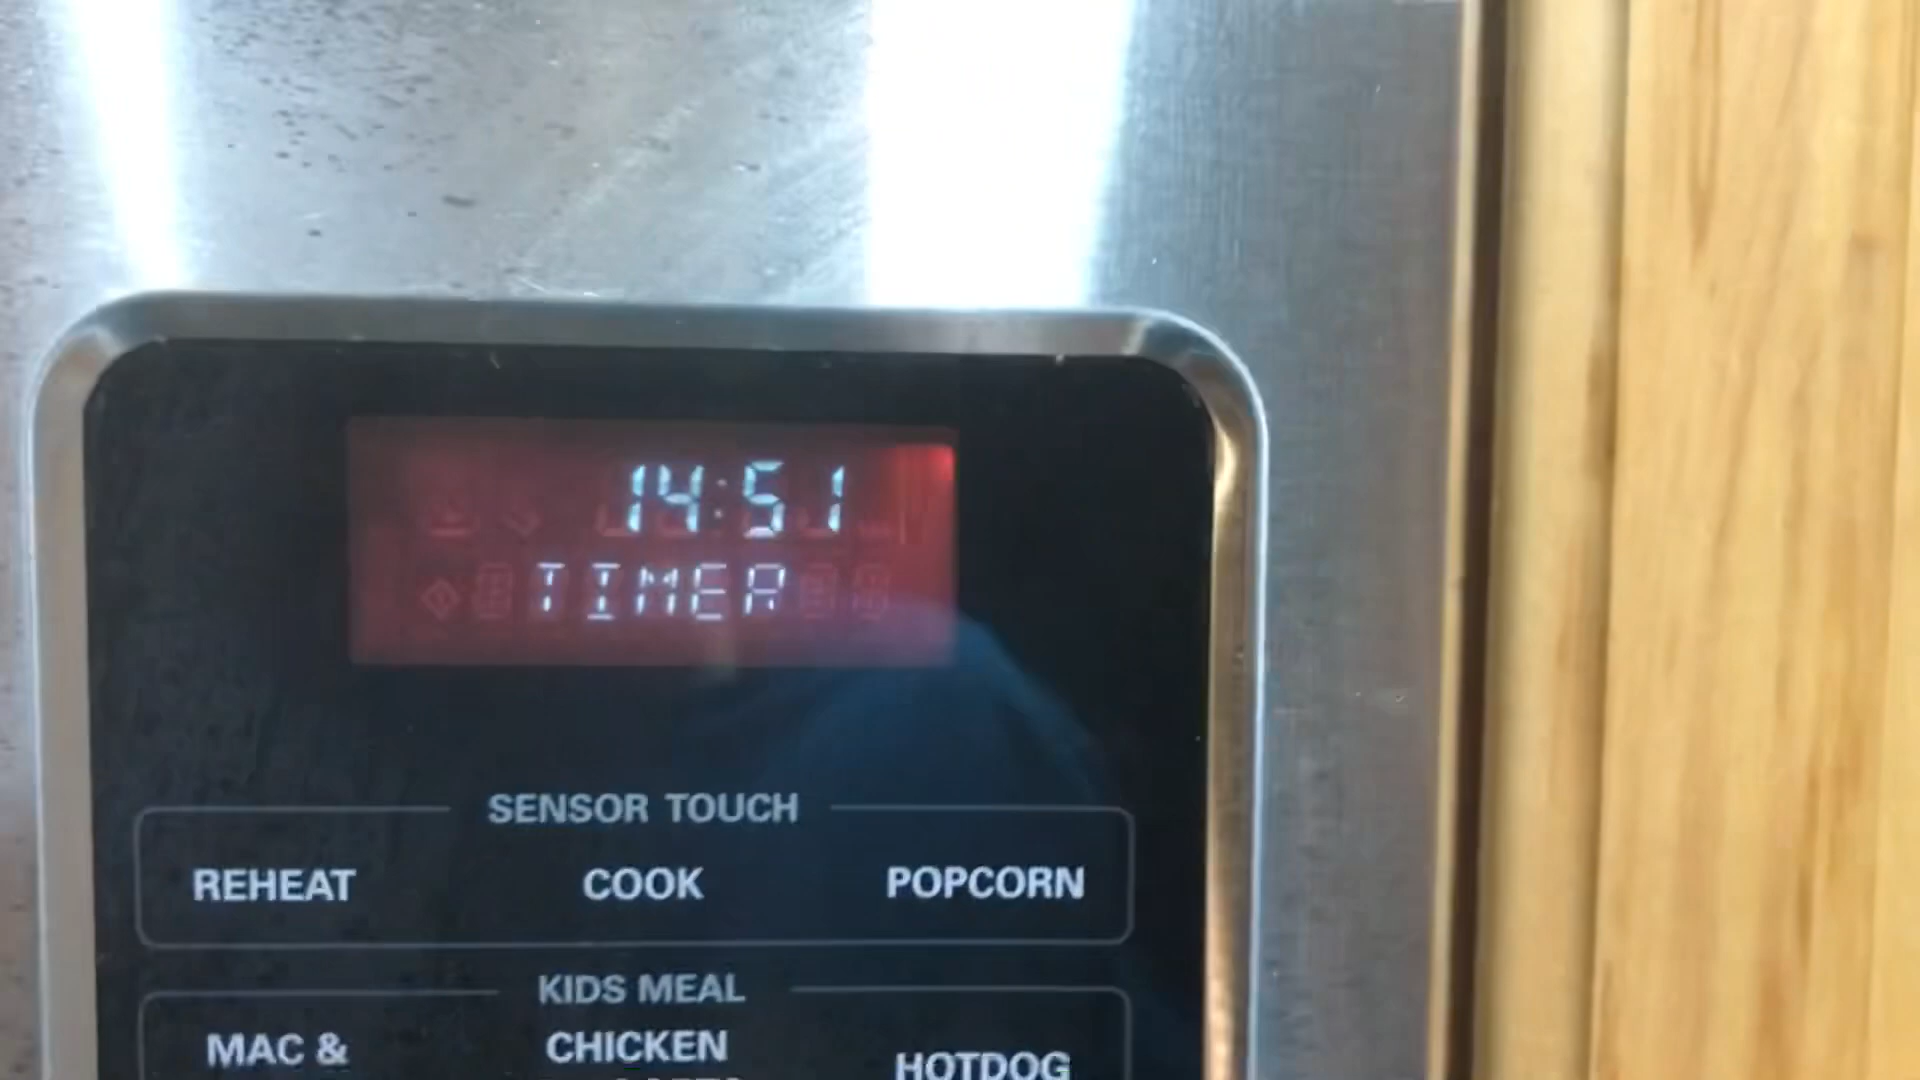 14:51
TIMER
SENSOR TOUCH
REHEAT COOK POPCORN
KIDS MEAL
MAC & CHICKEN HOTDOG